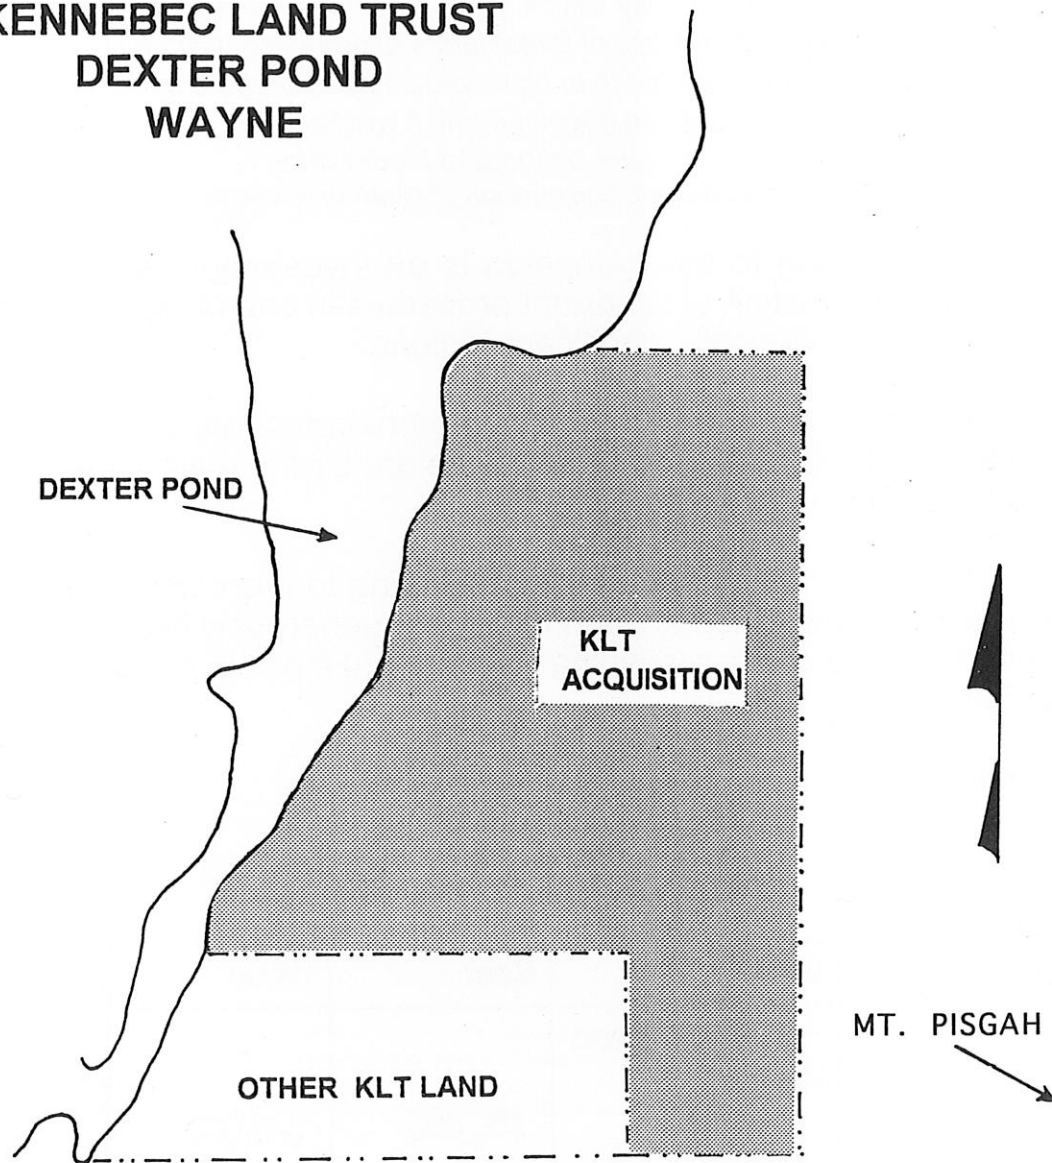 KENNEBEC LAND TRUST
DEXTER POND
WAYNE
DEXTER POND
KLT
ACQUISITION
MT. PISGAH
OTHER KLT LAND